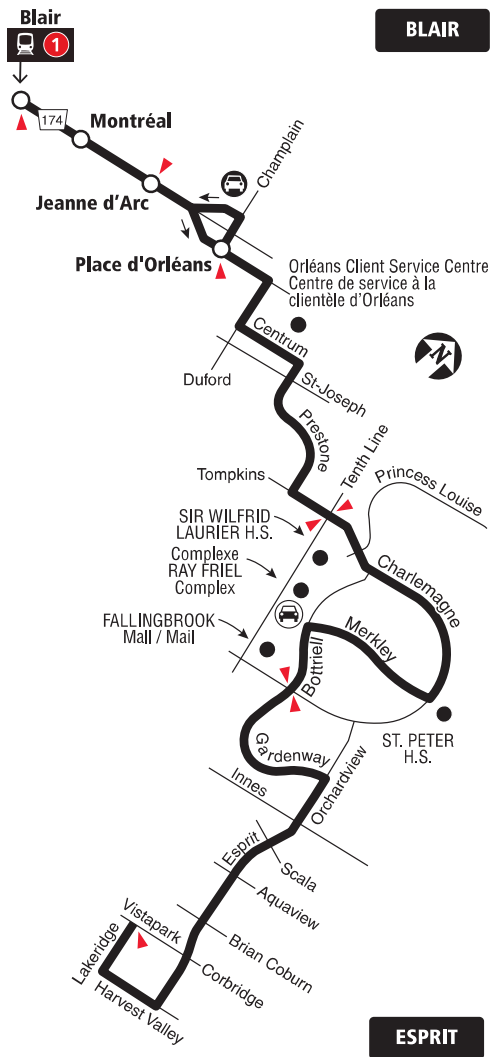 Blair
1
BLAIR
174
Montréal
Champlain
Jeanne d'Arc
Place d'Orléans
Orléans Client Service Centre
Centre de service à la
clientèle d'Orléans
Centrum
N
Duford
St-Joseph
Prestone
Tenth Line
Tompkins
Princess Louise
SIR WILFRID
LAURIER H.S.
Complexe
RAY FRIEL
Complex
Charlemagne
FALLINGBROOK
Mall / Mail
Merkley
Bottriell
ST. PETER
H.S.
Gardenway
Orchardview
Innes
Esprit
Scala
Aquaview
Vistapark
Brian Coburn
Lakeridge
Corbridge
Harvest Valley
ESPRIT